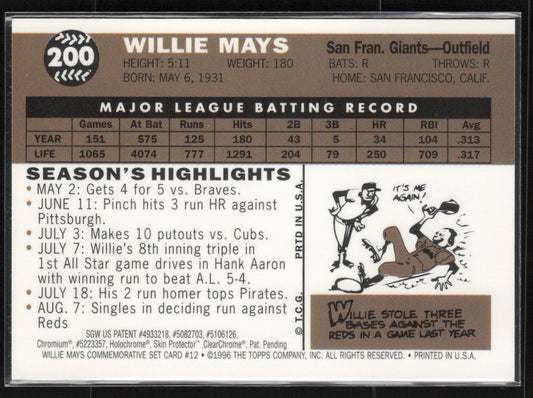 200
WILLIE MAYS
HEIGHT: 5:11 WEIGHT: 180
BORN: MAY 6, 1931
San Fran. Giants—Outfield
BATS: R THROWS: R
HOME: SAN FRANCISCO, CALIF.
MAJOR LEAGUE BATTING RECORD
Games At Bat Runs Hits 2B 3B HR RBI Avg
YEAR 151 575 125 180 43 5 34 104 .313
LIFE 1065 4074 777 1291 204 79 250 709 .317
SEASON'S HIGHLIGHTS
• MAY 2: Gets 4 for 5 vs. Braves.
• JUNE 11: Pinch hits 3 run HR against
Pittsburgh.
• JULY 3: Makes 10 putouts vs. Cubs.
• JULY 7: Willie's 8th inning triple in
1st All Star game drives in Hank Aaron
with winning run to beat A.L. 5-4.
• JULY 18: His 2 run homer tops Pirates.
• AUG. 7: Singles in deciding run against
Reds
© T.C.G. PRTD IN U.S.A.
IT'S ME
AGAIN!
WILLIE STOLE THREE
BASES AGAINST THE
REDS IN A GAME LAST YEAR
SGW US PATENT #4933218, #5082703, #5106126,
Chromium®, #5223357, Holochrome®, Skin Protector™, ClearChrome®, Pat. Pending
WILLIE MAYS COMMEMORATIVE SET CARD #12 • ©1996 THE TOPPS COMPANY, INC. ALL RIGHTS RESERVED. • PRINTED IN U.S.A.